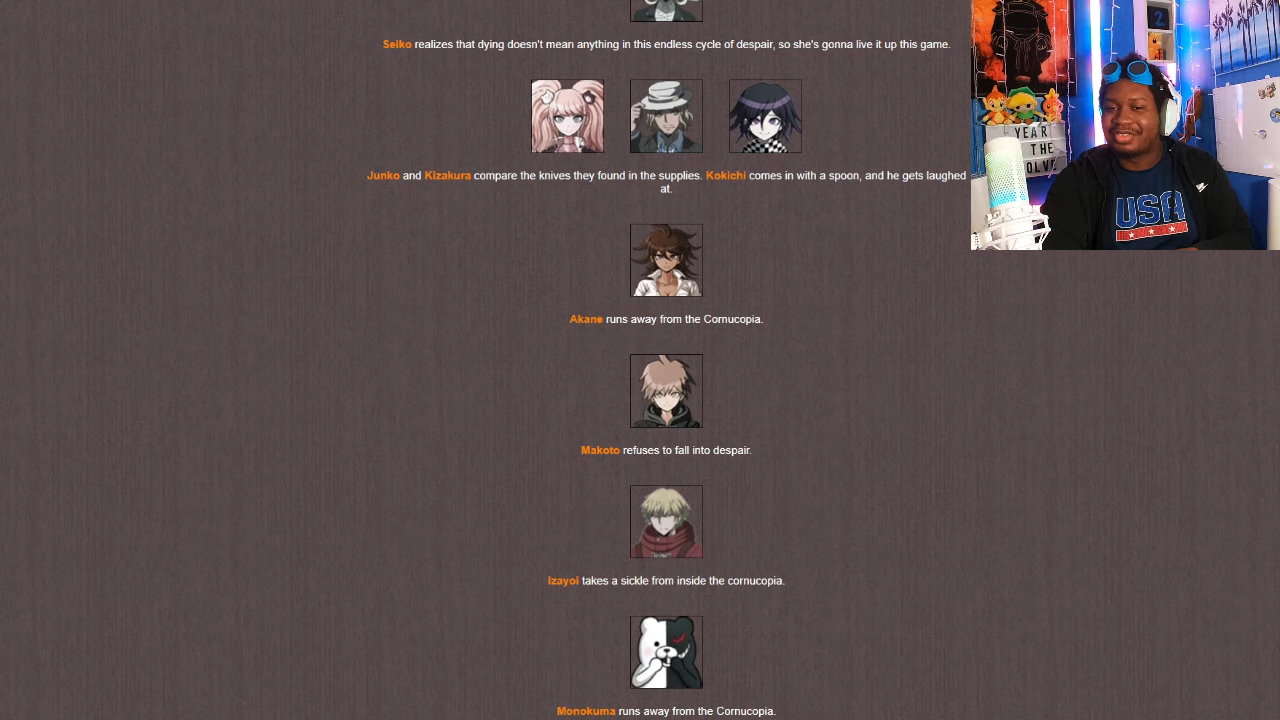 Seiko realizes that dying doesn't mean anything in this endless cycle of despair, so she's gonna live it up this game.
Junko and Kizakura compare the knives they found in the supplies. Kokichi comes in with a spoon, and he gets laughed
at.
Akane runs away from the Cornucopia.
Makoto refuses to fall into despair.
Izayoi takes a sickle from inside the cornucopia.
Monokuma runs away from the Cornucopia.
2
YEAR
THE
OLVE
USA